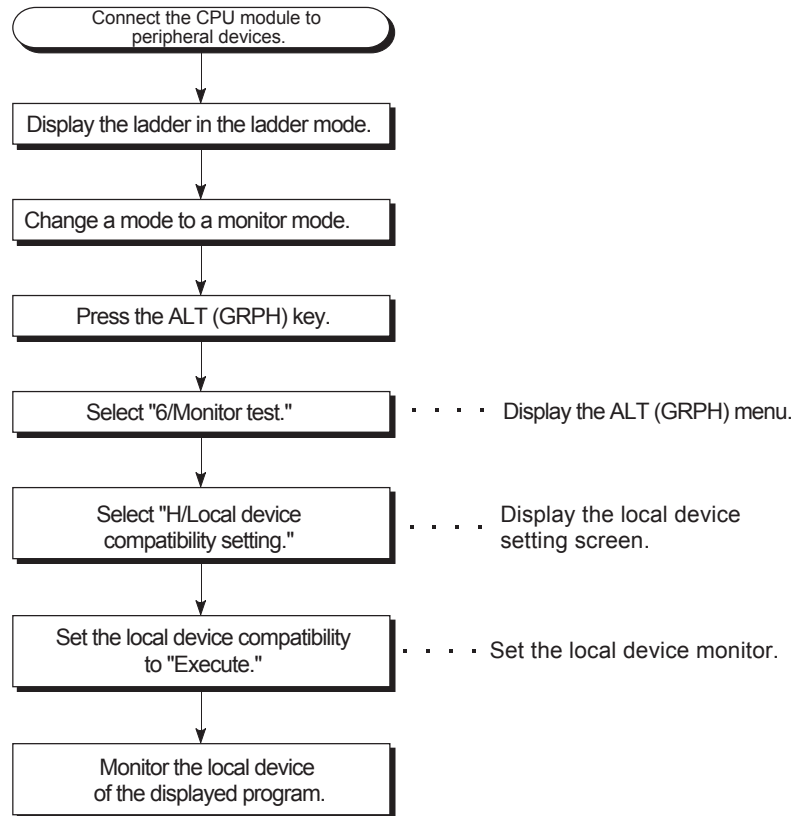 Connect the CPU module to
peripheral devices.
Display the ladder in the ladder mode.
Change a mode to a monitor mode.
Press the ALT (GRPH) key.
Select "6/Monitor test."
Display the ALT (GRPH) menu.
Select "H/Local device
compatibility setting."
Display the local device
setting screen.
Set the local device compatibility
to "Execute."
Set the local device monitor.
Monitor the local device
of the displayed program.